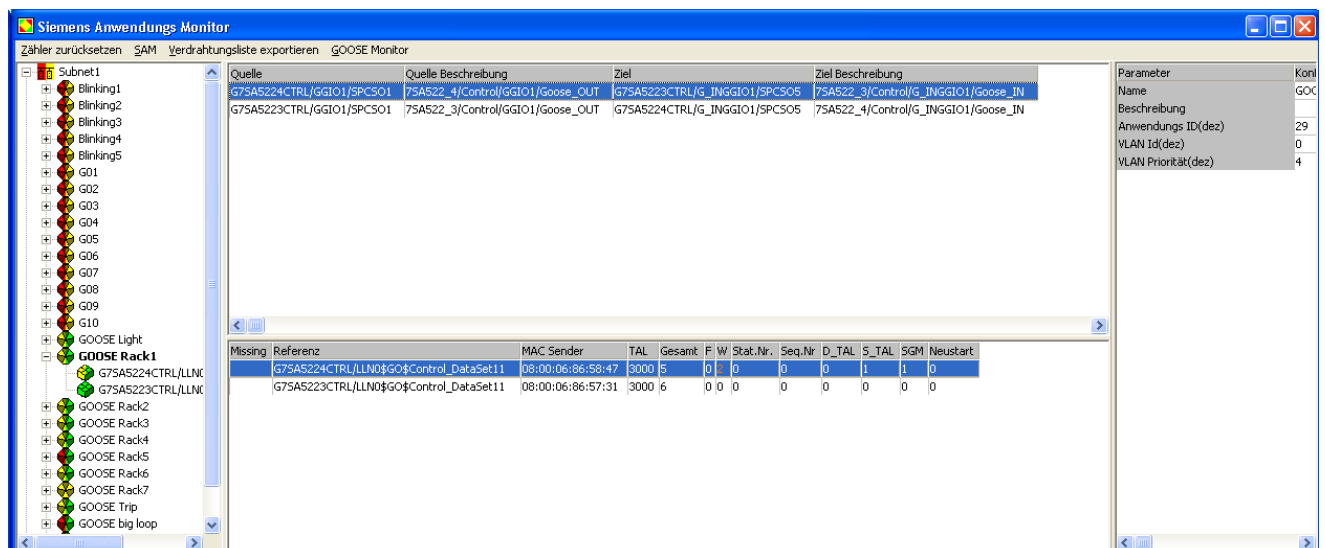 Siemens Anwendungs Monitor
Zähler zurücksetzen SAM Verdrahtungsliste exportieren GOOSE Monitor
Subnet1
Blinking1
Blinking2
Blinking3
Blinking4
Blinking5
G01
G02
G03
G04
G05
G06
G07
G08
G09
G10
GOOSE Light
GOOSE Rack1
G7SA5224CTRL/LLN0
G7SA5223CTRL/LLN0
GOOSE Rack2
GOOSE Rack3
GOOSE Rack4
GOOSE Rack5
GOOSE Rack6
GOOSE Rack7
GOOSE Trip
GOOSE big loop
Quelle Quelle Beschreibung Ziel Ziel Beschreibung
G7SA5224CTRL/GGIO1/SPCSO1 7SA522_4/Control/GGIO1/Goose_OUT G7SA5223CTRL/G_INGGIO1/SPCSO5 7SA522_3/Control/G_INGGIO1/Goose_IN
G7SA5223CTRL/GGIO1/SPCSO1 7SA522_3/Control/GGIO1/Goose_OUT G7SA5224CTRL/G_INGGIO1/SPCSO5 7SA522_4/Control/G_INGGIO1/Goose_IN
Missing Referenz MAC Sender TAL Gesamt F W Stat.Nr. Seq.Nr D_TAL S_TAL SGM Neustart
G7SA5224CTRL/LLN0$GO$Control_DataSet11 08:00:06:86:58:47 3000 5 0 2 0 0 0 1 1 0
G7SA5223CTRL/LLN0$GO$Control_DataSet11 08:00:06:86:57:31 3000 6 0 0 0 0 0 0 0 0
Parameter Konf
Name GOO
Beschreibung
Anwendungs ID(dez) 29
VLAN Id(dez) 0
VLAN Priorität(dez) 4